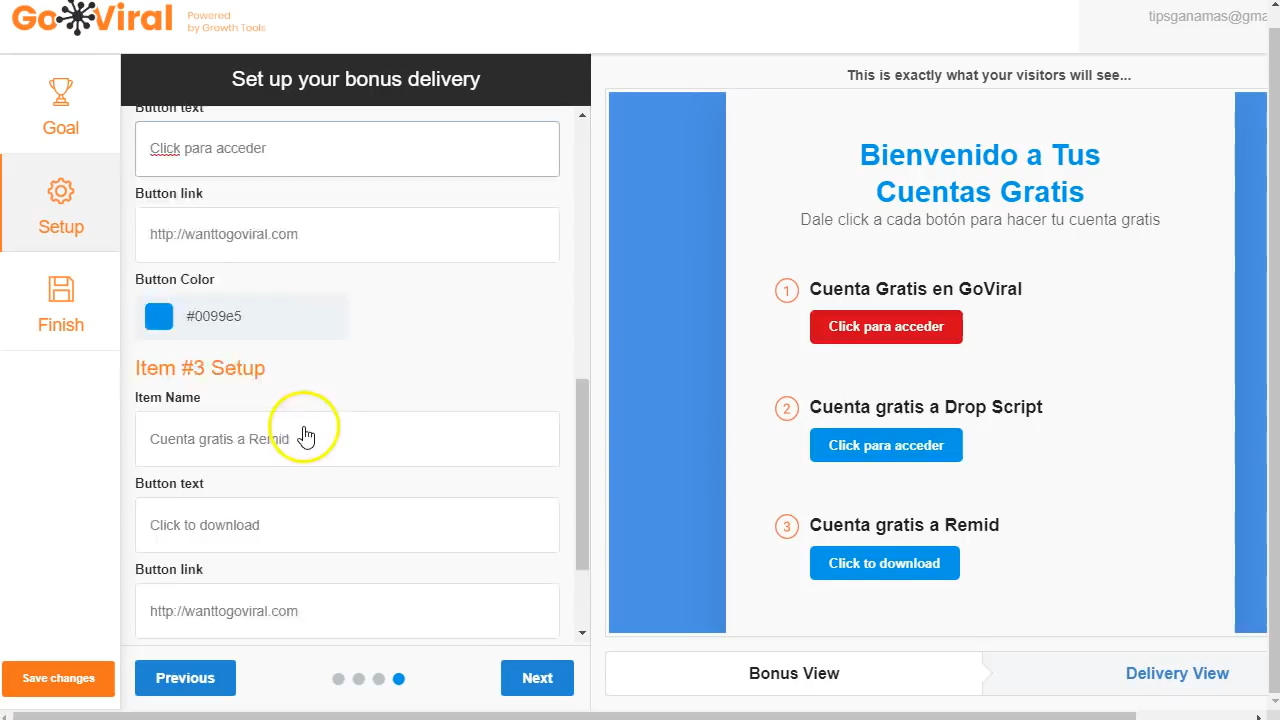 Go Viral
Powered
by Growth Tools
tipsganamas@gma
Goal
Setup
Finish
Save changes
Set up your bonus delivery
Button text
Click para acceder
Button link
http://wanttogoviral.com
Button Color
#0099e5
Item #3 Setup
Item Name
Cuenta gratis a Remid
Button text
Click to download
Button link
http://wanttogoviral.com
Previous
Next
This is exactly what your visitors will see...
Bienvenido a Tus
Cuentas Gratis
Dale click a cada botón para hacer tu cuenta gratis
1 Cuenta Gratis en GoViral
Click para acceder
2 Cuenta gratis a Drop Script
Click para acceder
3 Cuenta gratis a Remid
Click to download
Bonus View
Delivery View